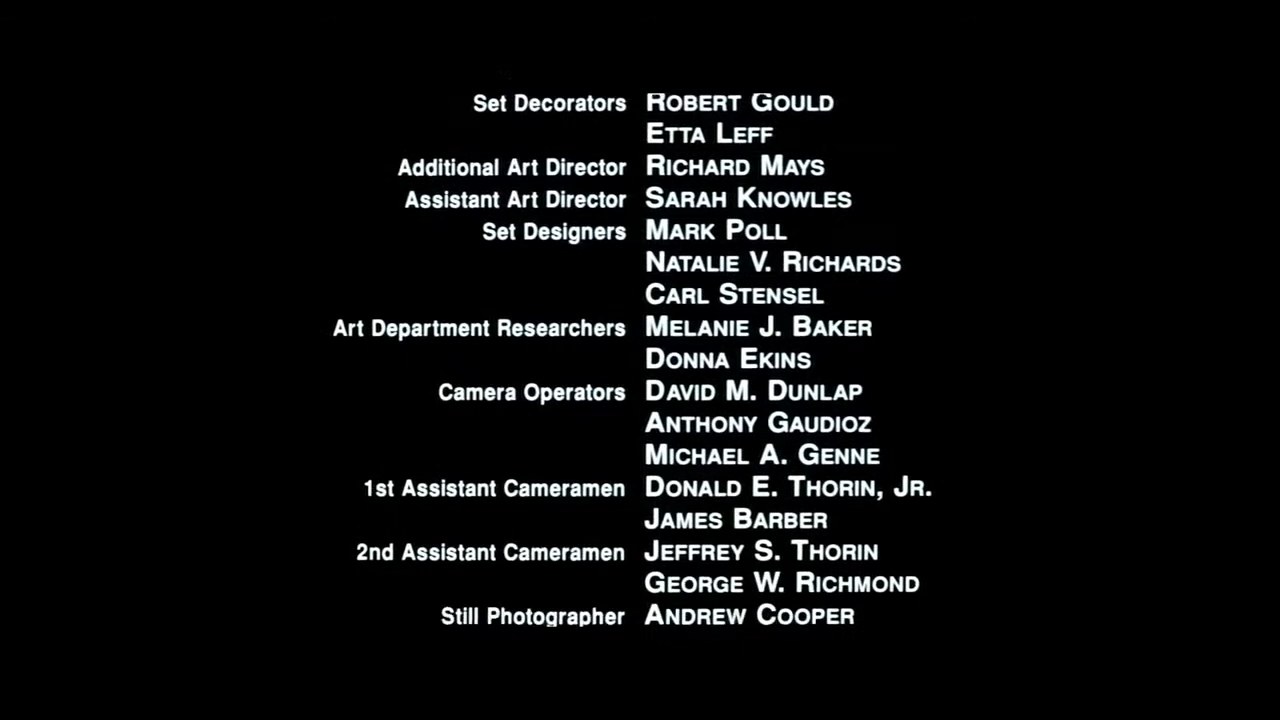 Set Decorators ROBERT GOULD
ETTA LEFF
Additional Art Director RICHARD MAYS
Assistant Art Director SARAH KNOWLES
Set Designers MARK POLL
NATALIE V. RICHARDS
CARL STENSEL
Art Department Researchers MELANIE J. BAKER
DONNA EKINS
Camera Operators DAVID M. DUNLAP
ANTHONY GAUDIOZ
MICHAEL A. GENNE
1st Assistant Cameramen DONALD E. THORIN, JR.
JAMES BARBER
2nd Assistant Cameramen JEFFREY S. THORIN
GEORGE W. RICHMOND
Still Photographer ANDREW COOPER